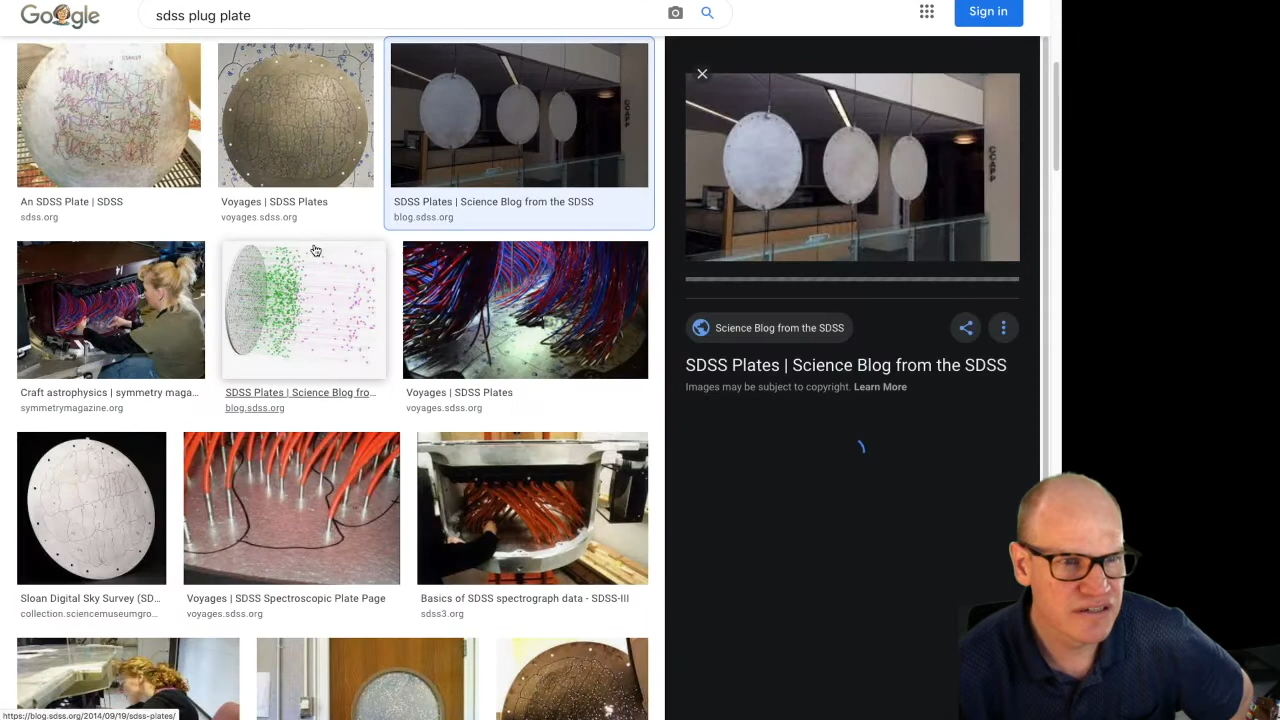 Google
sdss plug plate
Sign in
An SDSS Plate | SDSS
sdss.org
Voyages | SDSS Plates
voyages.sdss.org
SDSS Plates | Science Blog from the SDSS
blog.sdss.org
Craft astrophysics | symmetry maga...
symmetrymagazine.org
SDSS Plates | Science Blog fro...
blog.sdss.org
Voyages | SDSS Plates
voyages.sdss.org
Sloan Digital Sky Survey (SD...
collection.sciencemuseumgro...
Voyages | SDSS Spectroscopic Plate Page
voyages.sdss.org
Basics of SDSS spectrograph data - SDSS-III
sdss3.org
Science Blog from the SDSS
SDSS Plates | Science Blog from the SDSS
Images may be subject to copyright. Learn More
https://blog.sdss.org/2014/09/19/sdss-plates/